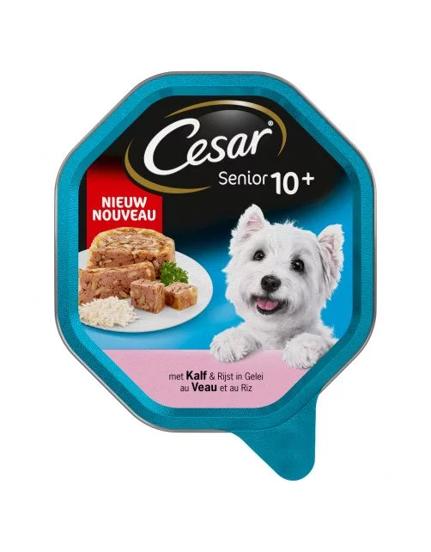 Cesar®
Senior 10+
NIEUW
NOUVEAU
met Kalf & Rijst in Gelei
au Veau et au Riz